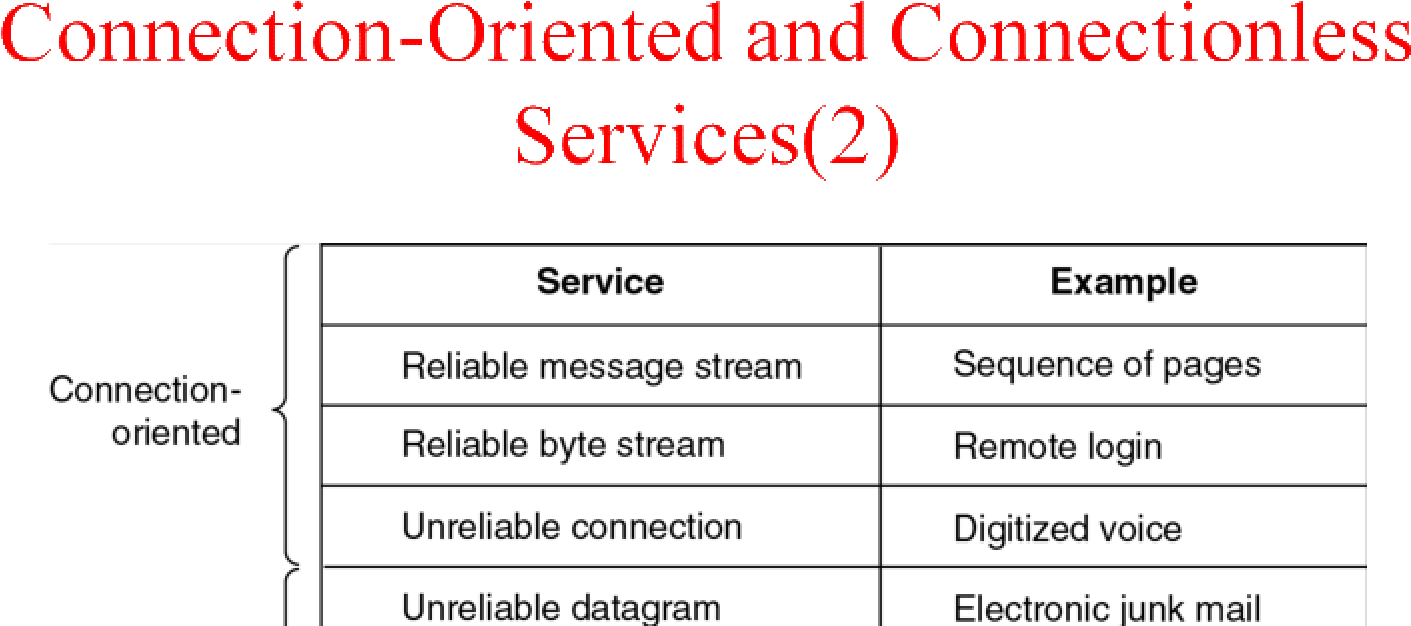 Connection-Oriented and Connectionless
Services(2)
Service Example
Reliable message stream Sequence of pages
Connection-
oriented
Reliable byte stream Remote login
Unreliable connection Digitized voice
Unreliable datagram Electronic junk mail